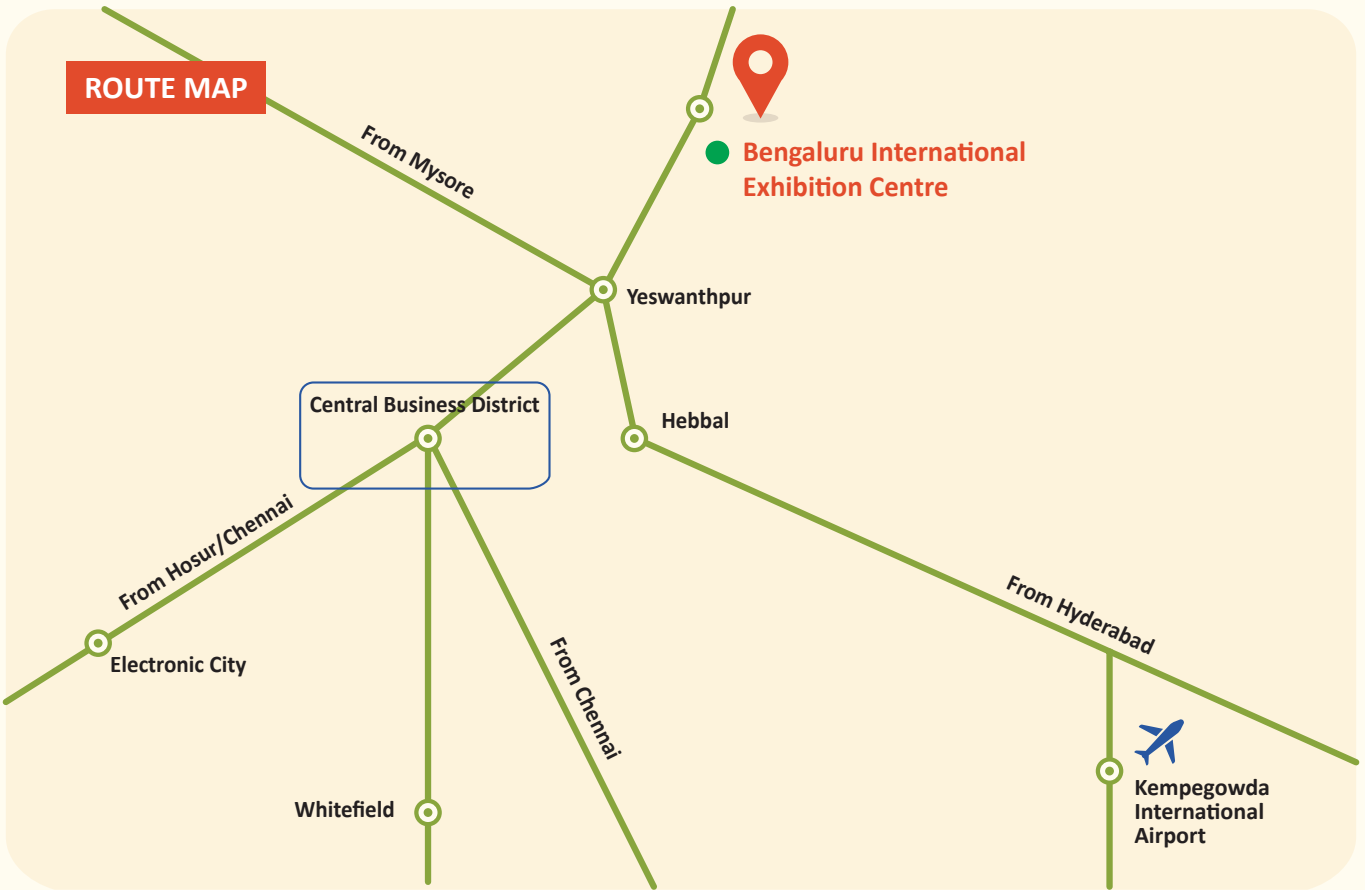 ROUTE MAP
From Mysore
Bengaluru International
Exhibition Centre
Yeswanthpur
Central Business District
Hebbal
From Hosur/Chennai
Electronic City
From Chennai
From Hyderabad
Whitefield
Kempegowda
International
Airport